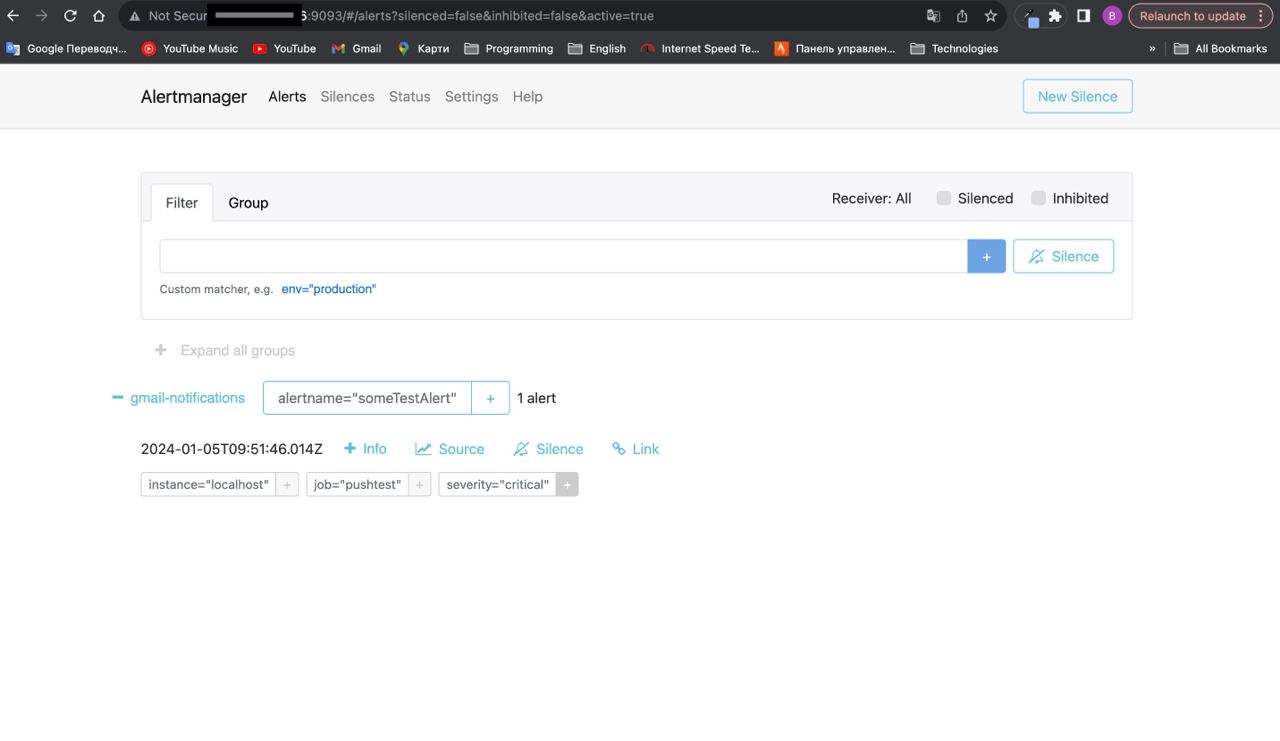 Not Secur 6:9093/#/alerts?silenced=false&inhibited=false&active=true B Relaunch to update
Google Переводч... YouTube Music YouTube Gmail Карти Programming English Internet Speed Te... Панель управлен... Technologies » All Bookmarks
Alertmanager Alerts Silences Status Settings Help New Silence
Filter Group Receiver: All Silenced Inhibited
+ Silence
Custom matcher, e.g. env="production"
+ Expand all groups
gmail-notifications alertname="someTestAlert" + 1 alert
2024-01-05T09:51:46.014Z + Info Source Silence Link
instance="localhost" + job="pushtest" + severity="critical" +